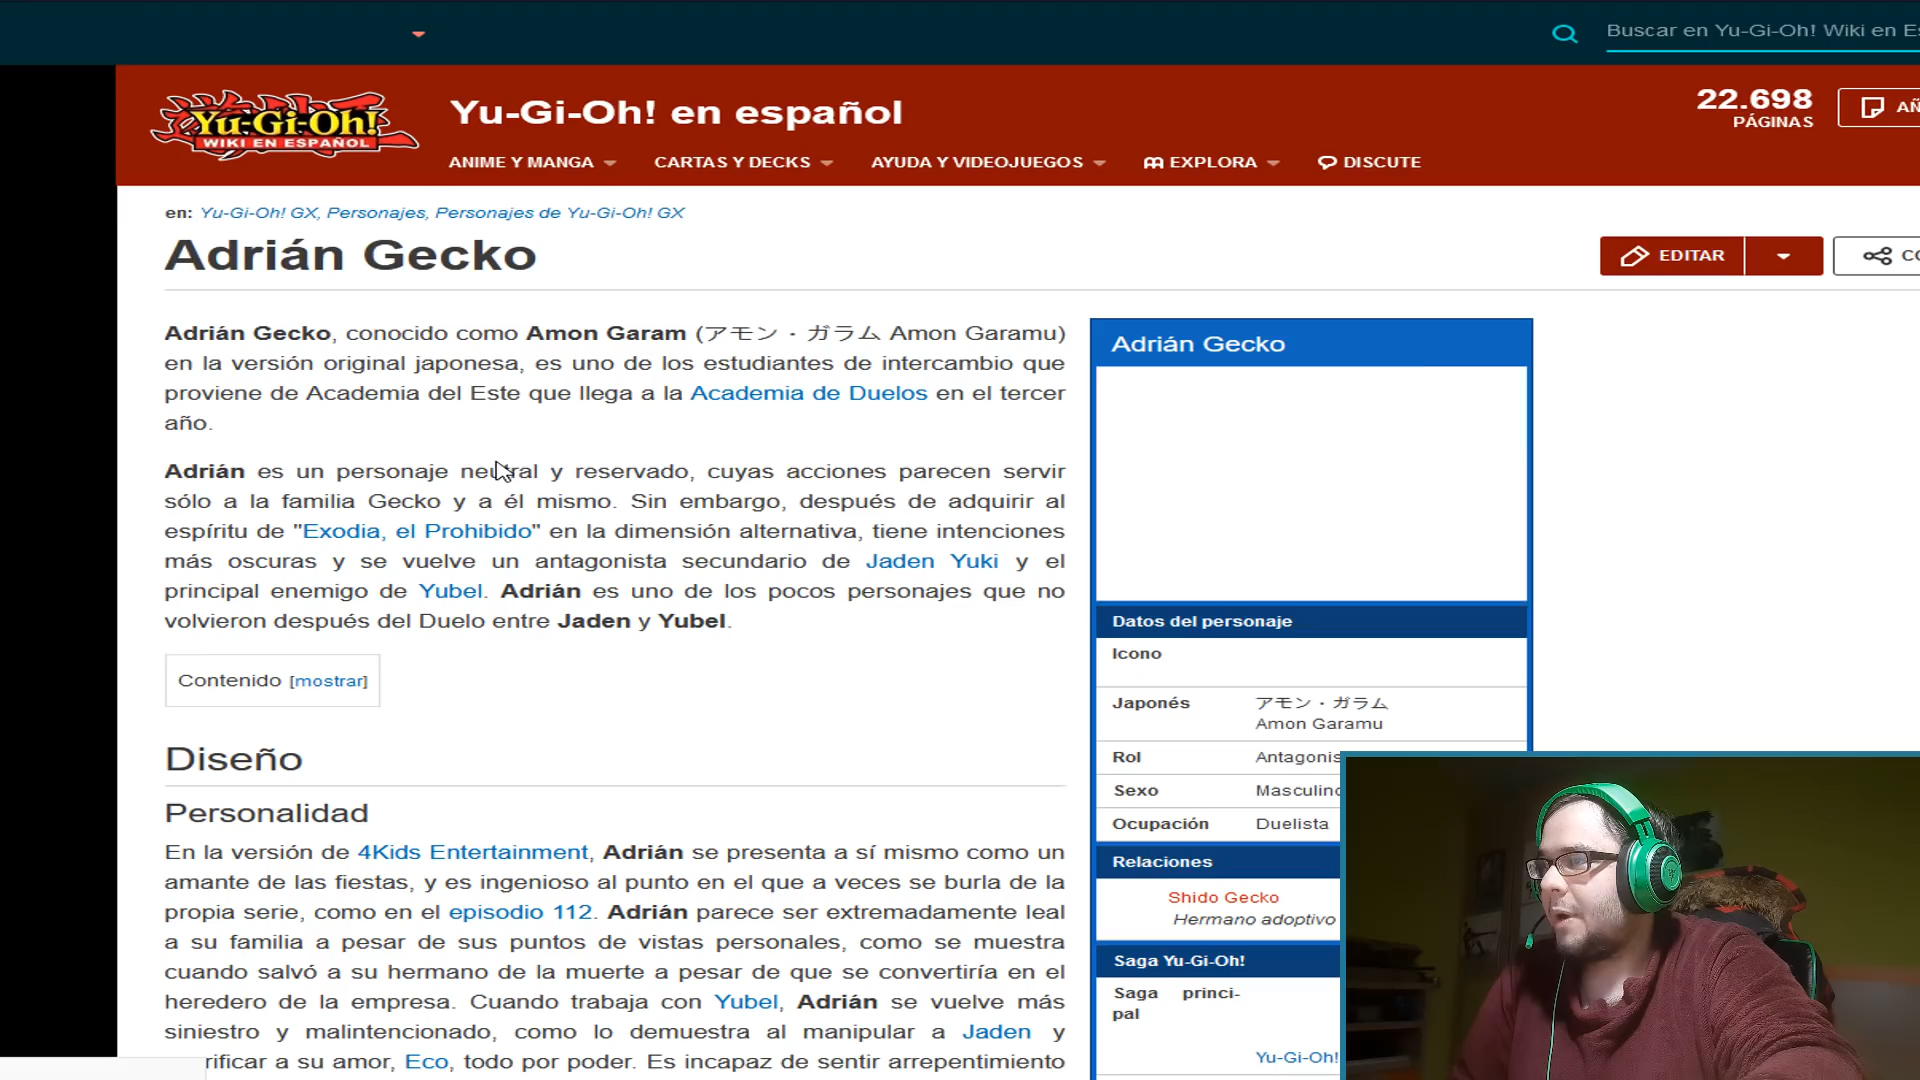 Buscar en Yu-Gi-Oh! Wiki en Es
Yu-Gi-Oh!
WIKI EN ESPAÑOL
Yu-Gi-Oh! en español
22.698
PÁGINAS
AÑ
ANIME Y MANGA
CARTAS Y DECKS
AYUDA Y VIDEOJUEGOS
EXPLORA
DISCUTE
en: Yu-Gi-Oh! GX, Personajes, Personajes de Yu-Gi-Oh! GX
Adrián Gecko
EDITAR
CO
Adrián Gecko, conocido como Amon Garam (アモン・ガラム Amon Garamu)
en la versión original japonesa, es uno de los estudiantes de intercambio que
proviene de Academia del Este que llega a la Academia de Duelos en el tercer
año.
Adrián es un personaje neutral y reservado, cuyas acciones parecen servir
sólo a la familia Gecko y a él mismo. Sin embargo, después de adquirir al
espíritu de "Exodia, el Prohibido" en la dimensión alternativa, tiene intenciones
más oscuras y se vuelve un antagonista secundario de Jaden Yuki y el
principal enemigo de Yubel. Adrián es uno de los pocos personajes que no
volvieron después del Duelo entre Jaden y Yubel.
Contenido [mostrar]
Diseño
Personalidad
En la versión de 4Kids Entertainment, Adrián se presenta a sí mismo como un
amante de las fiestas, y es ingenioso al punto en el que a veces se burla de la
propia serie, como en el episodio 112. Adrián parece ser extremadamente leal
a su familia a pesar de sus puntos de vistas personales, como se muestra
cuando salvó a su hermano de la muerte a pesar de que se convertiría en el
heredero de la empresa. Cuando trabaja con Yubel, Adrián se vuelve más
siniestro y malintencionado, como lo demuestra al manipular a Jaden y
rificar a su amor, Eco, todo por poder. Es incapaz de sentir arrepentimiento
Adrián Gecko
Datos del personaje
Icono
Japonés アモン・ガラム
Amon Garamu
Rol Antagonis
Sexo Masculino
Ocupación Duelista
Relaciones
Shido Gecko
Hermano adoptivo
Saga Yu-Gi-Oh!
Saga princi-
pal
Yu-Gi-Oh!